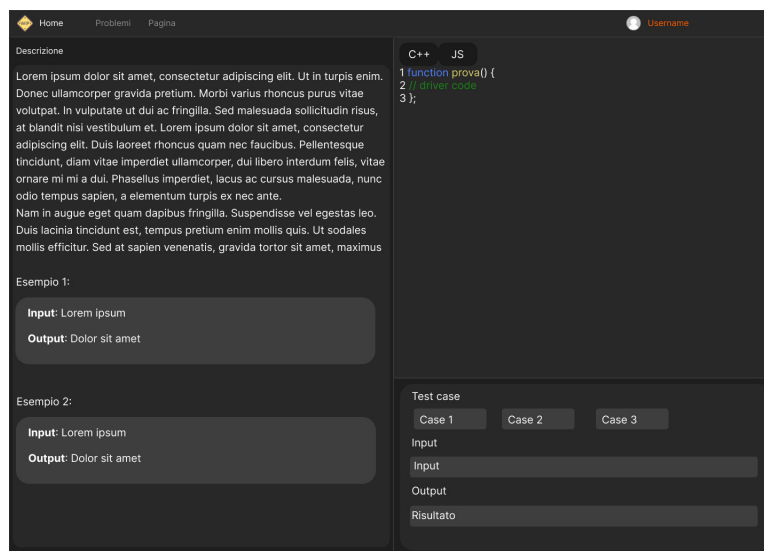 Home Problemi Pagina Username
Descrizione
Lorem ipsum dolor sit amet, consectetur adipiscing elit. Ut in turpis enim.
Donec ullamcorper gravida pretium. Morbi varius rhoncus purus vitae
volutpat. In vulputate ut dui ac fringilla. Sed malesuada sollicitudin risus,
at blandit nisi vestibulum et. Lorem ipsum dolor sit amet, consectetur
adipiscing elit. Duis laoreet rhoncus quam nec faucibus. Pellentesque
tincidunt, diam vitae imperdiet ullamcorper, dui libero interdum felis, vitae
ornare mi mi a dui. Phasellus imperdiet, lacus ac cursus malesuada, nunc
odio tempus sapien, a elementum turpis ex nec ante.
Nam in augue eget quam dapibus fringilla. Suspendisse vel egestas leo.
Duis lacinia tincidunt est, tempus pretium enim mollis quis. Ut sodales
mollis efficitur. Sed at sapien venenatis, gravida tortor sit amet, maximus
Esempio 1:
Input: Lorem ipsum
Output: Dolor sit amet
Esempio 2:
Input: Lorem ipsum
Output: Dolor sit amet
C++ JS
1 function prova() {
2 // driver code
3 };
Test case
Case 1 Case 2 Case 3
Input
Input
Output
Risultato